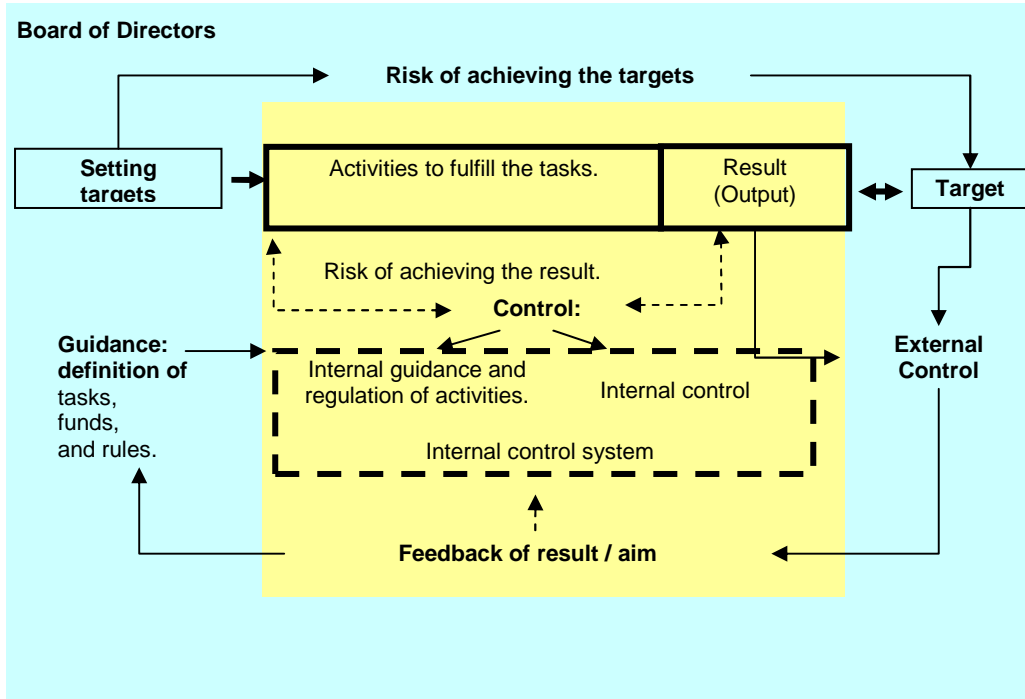 Board of Directors
Risk of achieving the targets
Setting
targets
Activities to fulfill the tasks.
Result
(Output)
Target
Risk of achieving the result.
Control:
Guidance:
definition of
tasks,
funds,
and rules.
Internal guidance and
regulation of activities.
Internal control
External
Control
Internal control system
Feedback of result / aim